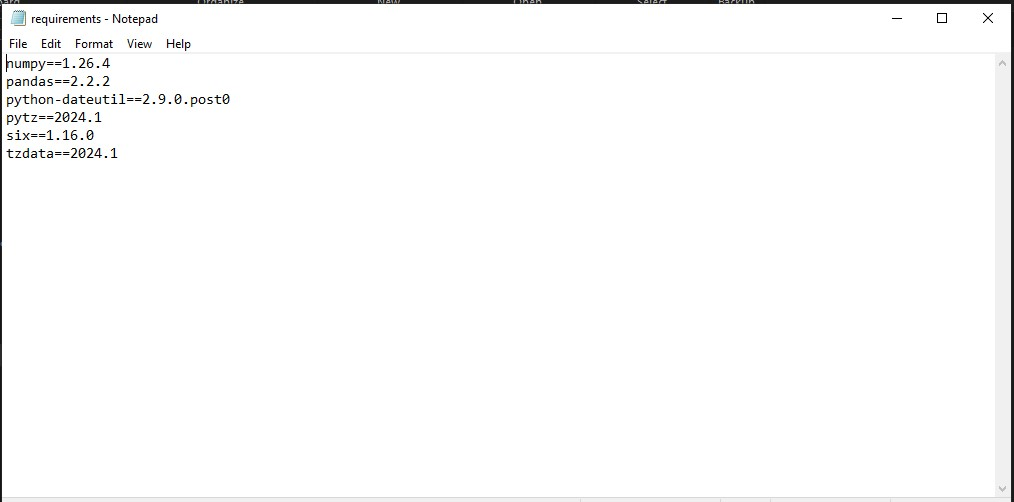 requirements - Notepad
File Edit Format View Help
numpy==1.26.4
pandas==2.2.2
python-dateutil==2.9.0.post0
pytz==2024.1
six==1.16.0
tzdata==2024.1